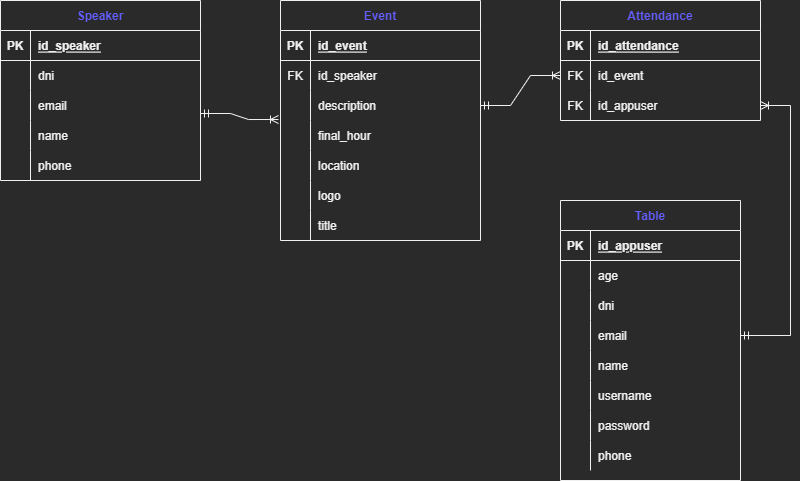 Speaker
PK id_speaker
dni
email
name
phone
Event
PK id_event
FK id_speaker
description
final_hour
location
logo
title
Attendance
PK id_attendance
FK id_event
FK id_appuser
Table
PK id_appuser
age
dni
email
name
username
password
phone